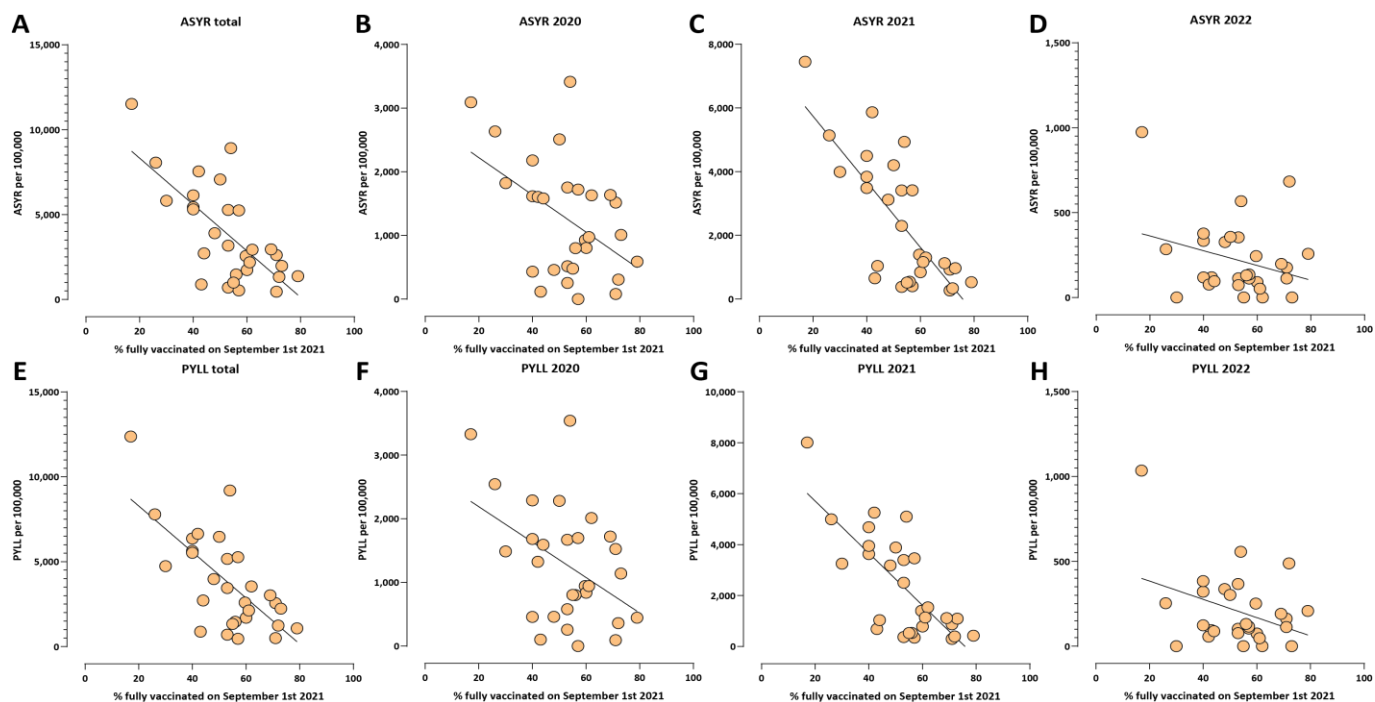 A
ASYR total
15,000
10,000
5,000
0
ASYR per 100,000
0 20 40 60 80 100
% fully vaccinated on September 1st 2021
B
ASYR 2020
4,000
3,000
2,000
1,000
0
ASYR per 100,000
0 20 40 60 80 100
% fully vaccinated on September 1st 2021
C
ASYR 2021
8,000
6,000
4,000
2,000
0
ASYR per 100,000
0 20 40 60 80 100
% fully vaccinated at September 1st 2021
D
ASYR 2022
1,500
1,000
500
0
ASYR per 100,000
0 20 40 60 80 100
% fully vaccinated on September 1st 2021
E
PYLL total
15,000
10,000
5,000
0
PYLL per 100,000
0 20 40 60 80 100
% fully vaccinated on September 1st 2021
F
PYLL 2020
4,000
3,000
2,000
1,000
0
PYLL per 100,000
0 20 40 60 80 100
% fully vaccinated on September 1st 2021
G
PYLL 2021
10,000
8,000
6,000
4,000
2,000
0
PYLL per 100,000
0 20 40 60 80 100
% fully vaccinated on September 1st 2021
H
PYLL 2022
1,500
1,000
500
0
PYLL per 100,000
0 20 40 60 80 100
% fully vaccinated on September 1st 2021